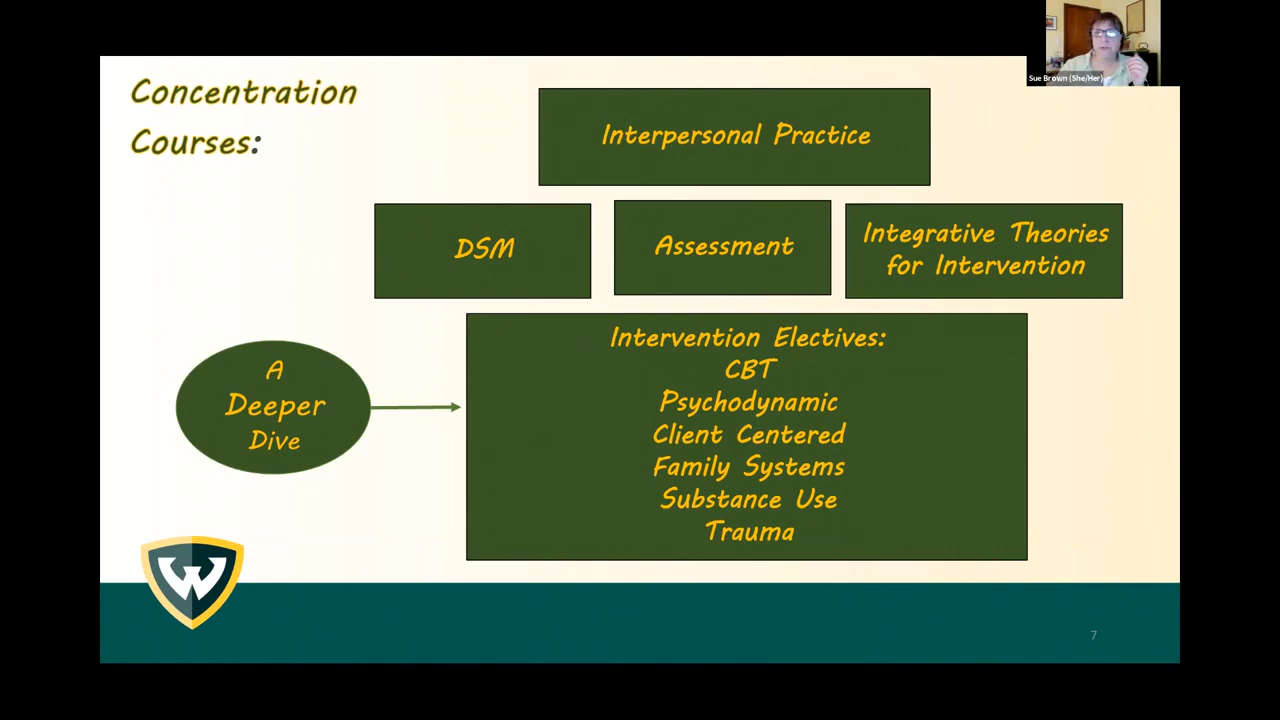 Concentration
Courses:
Interpersonal Practice
Sue Brown (She/Her)
DSM
Assessment
Integrative Theories
for Intervention
A
Deeper
Dive
Intervention Electives:
CBT
Psychodynamic
Client Centered
Family Systems
Substance Use
Trauma
W
7